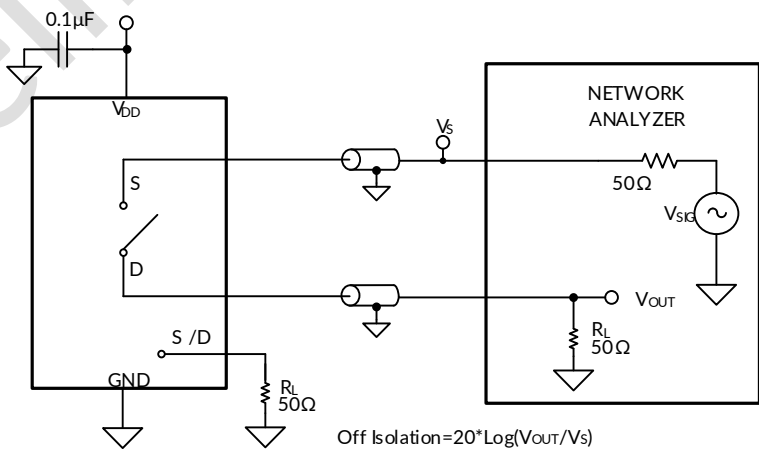 0.1µF
VDD
S
D
S /D
GND
RL
50Ω
VS
NETWORK
ANALYZER
50Ω
VSIG
VOUT
RL
50Ω
Off Isolation=20*Log(VOUT/VS)